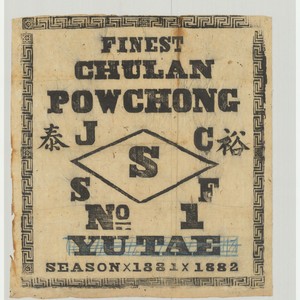 FINEST
CHULAN
POWCHONG
泰 J C 裕
S
S F
No 1
YU TAE
SEASON x 1881 x 1882